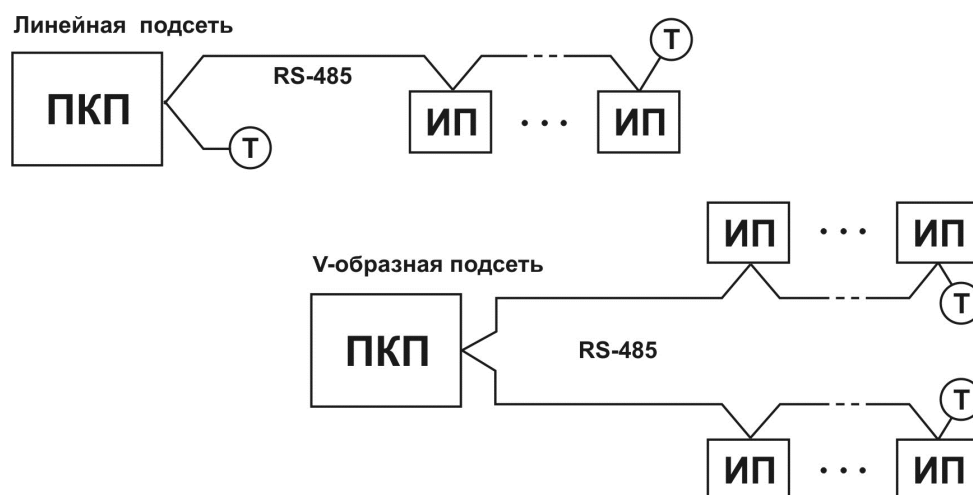 Линейная подсеть
Т
ПКП
RS-485
ИП
• • •
ИП
Т
ИП
• • •
ИП
V-образная подсеть
Т
ПКП
RS-485
Т
ИП
• • •
ИП